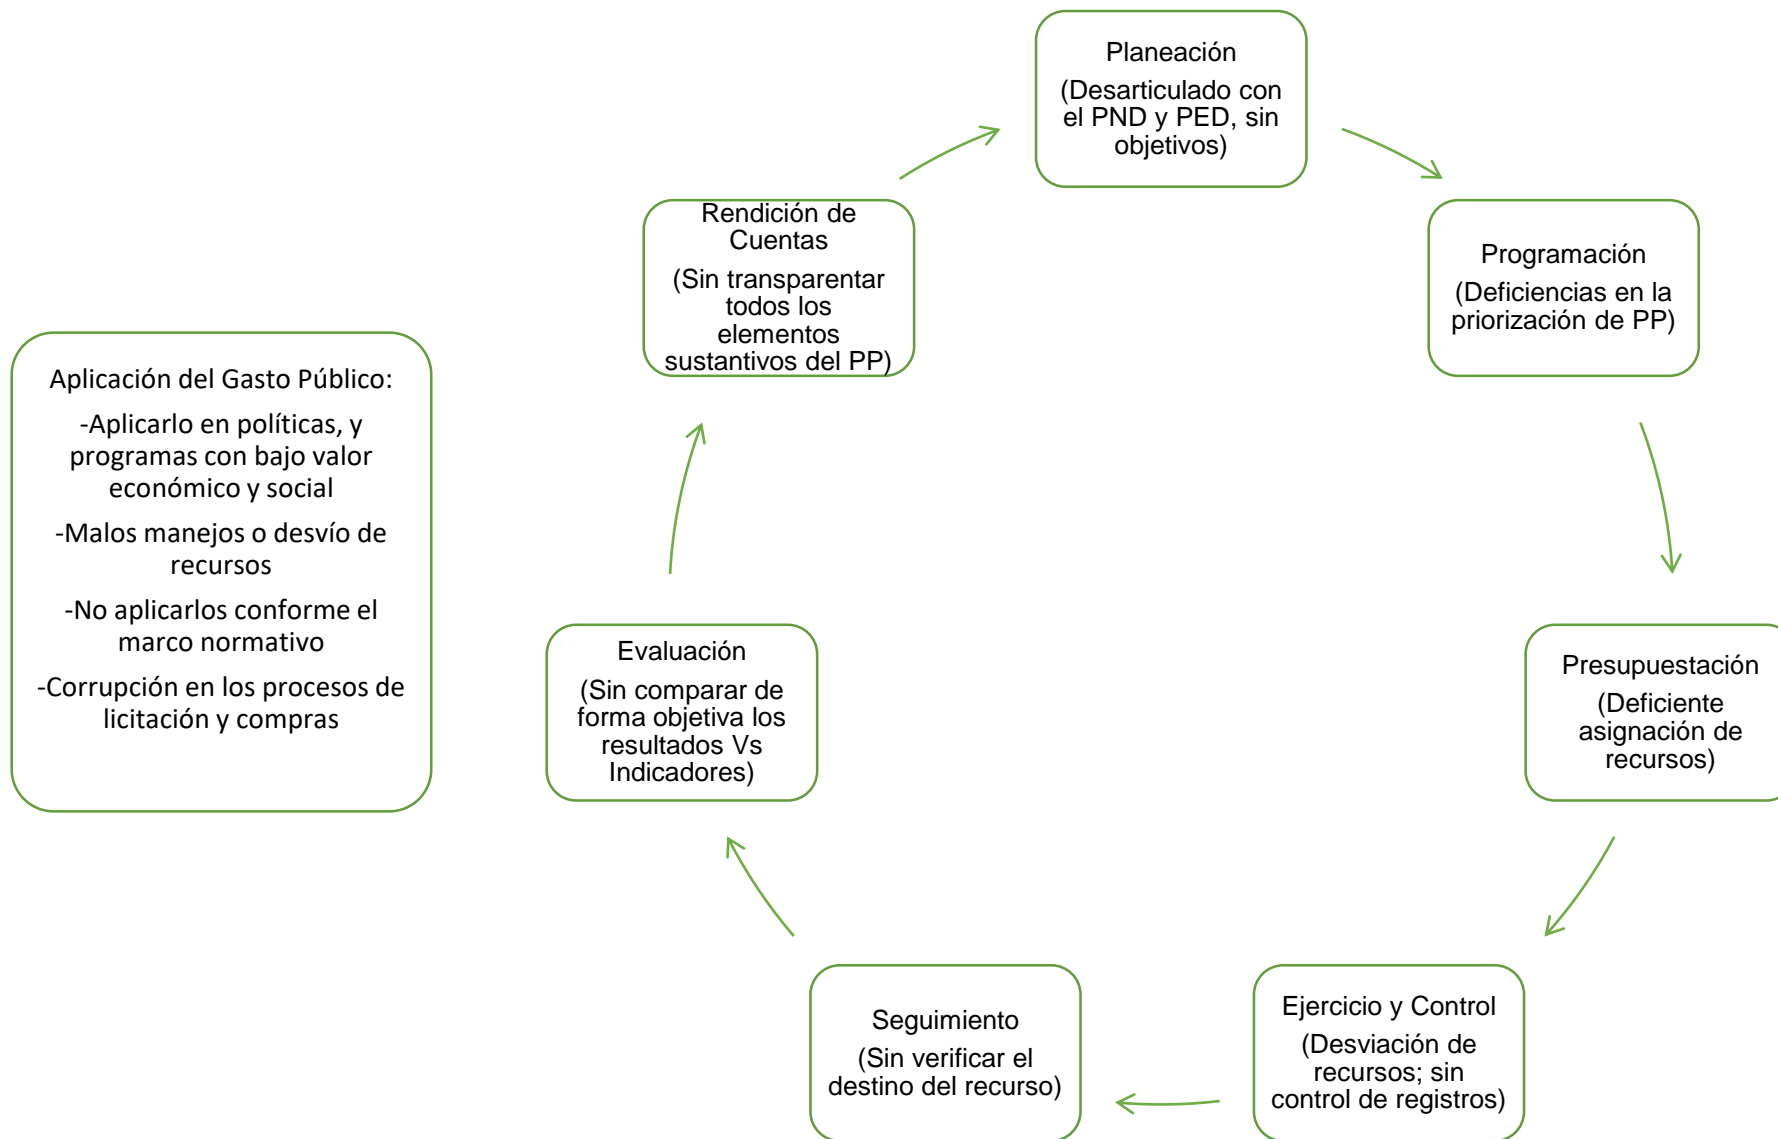 Planeación
(Desarticulado con
el PND y PED, sin
objetivos)
Programación
(Deficiencias en la
priorización de PP)
Presupuestación
(Deficiente
asignación de
recursos)
Ejercicio y Control
(Desviación de
recursos; sin
control de registros)
Seguimiento
(Sin verificar el
destino del recurso)
Evaluación
(Sin comparar de
forma objetiva los
resultados Vs
Indicadores)
Rendición de
Cuentas
(Sin transparentar
todos los
elementos
sustantivos del PP)
Aplicación del Gasto Público:
-Aplicarlo en políticas, y
programas con bajo valor
económico y social
-Malos manejos o desvío de
recursos
-No aplicarlos conforme el
marco normativo
-Corrupción en los procesos de
licitación y compras